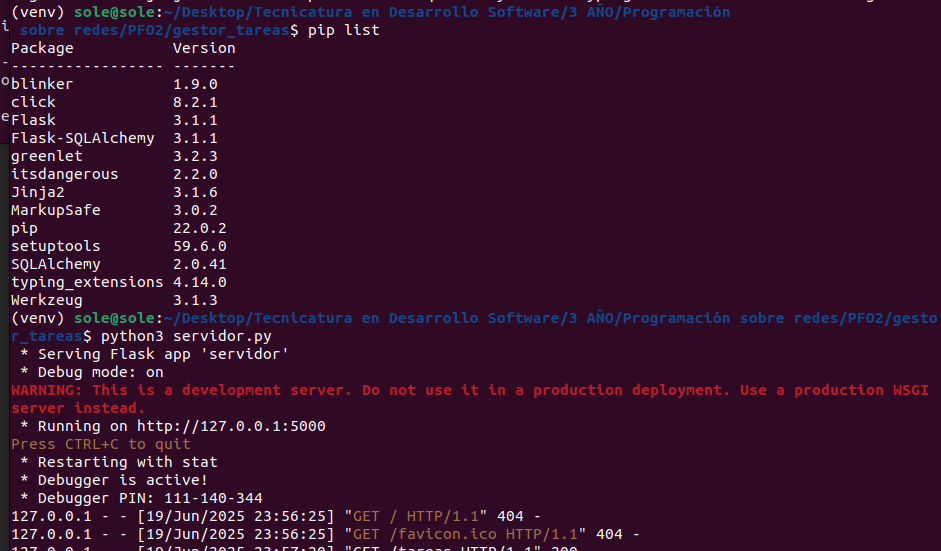 (venv) sole@sole:~/Desktop/Tecnicatura en Desarrollo Software/3 AÑO/Programación
sobre redes/PFO2/gestor_tareas$ pip list
Package           Version
----------------- -------
blinker           1.9.0
click             8.2.1
Flask             3.1.1
Flask-SQLAlchemy  3.1.1
greenlet          3.2.3
itsdangerous      2.2.0
Jinja2            3.1.6
MarkupSafe        3.0.2
pip               22.0.2
setuptools        59.6.0
SQLAlchemy        2.0.41
typing_extensions 4.14.0
Werkzeug          3.1.3
(venv) sole@sole:~/Desktop/Tecnicatura en Desarrollo Software/3 AÑO/Programación sobre redes/PFO2/gesto
r_tareas$ python3 servidor.py
 * Serving Flask app 'servidor'
 * Debug mode: on
WARNING: This is a development server. Do not use it in a production deployment. Use a production WSGI
server instead.
 * Running on http://127.0.0.1:5000
Press CTRL+C to quit
 * Restarting with stat
 * Debugger is active!
 * Debugger PIN: 111-140-344
127.0.0.1 - - [19/Jun/2025 23:56:25] "GET / HTTP/1.1" 404 -
127.0.0.1 - - [19/Jun/2025 23:56:25] "GET /favicon.ico HTTP/1.1" 404 -